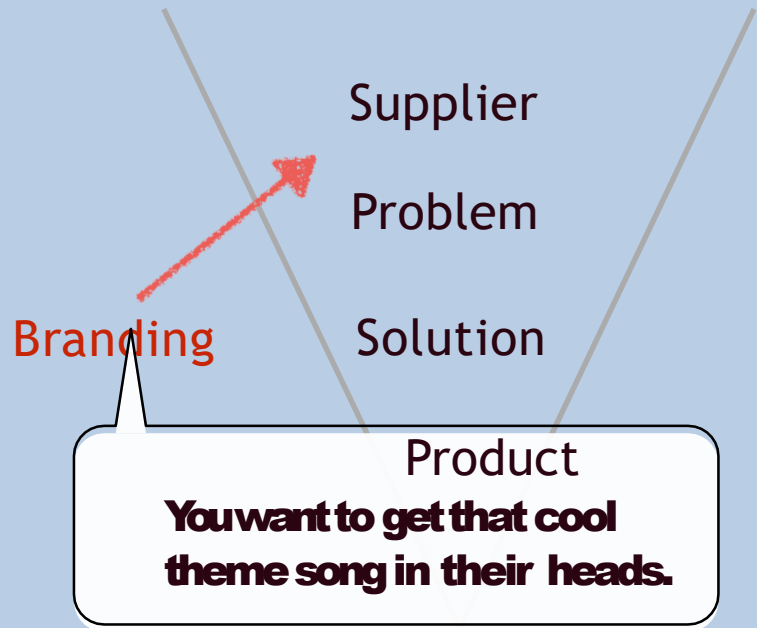 Supplier
Problem
Branding
Solution
Product
You want to get that cool
theme song in their heads.